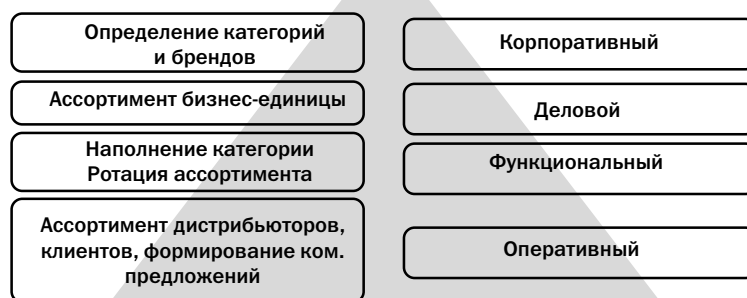 Определение категорий
и брендов
Корпоративный
Ассортимент бизнес-единицы
Деловой
Наполнение категории
Ротация ассортимента
Функциональный
Ассортимент дистрибьюторов,
клиентов, формирование ком.
предложений
Оперативный